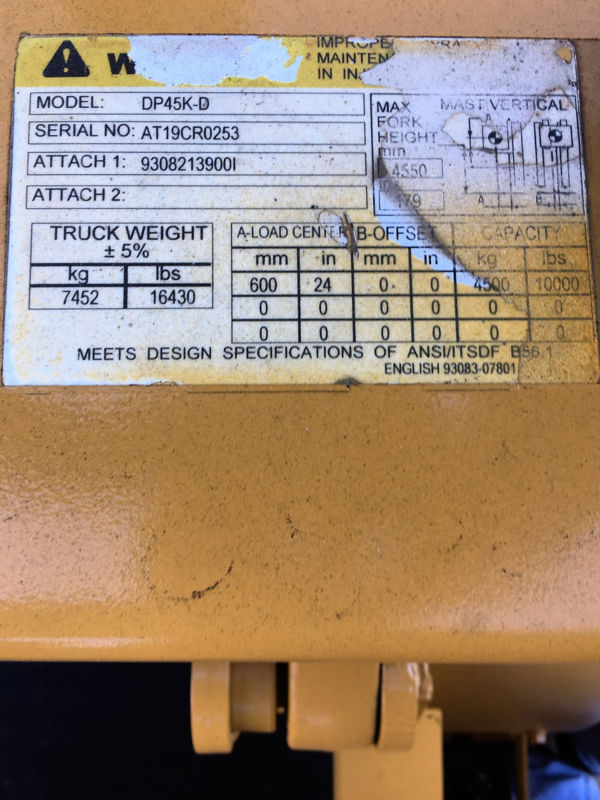 W
IMPROPE
MAINTEN
IN IN
MODEL: DP45K-D
SERIAL NO: AT19CR0253
ATTACH 1: 9308213900I
ATTACH 2:
MAX MAST VERTICAL
FORK
HEIGHT
mm
4550
in
179
A
A B
TRUCK WEIGHT
± 5%
kg lbs
7452 16430
A-LOAD CENTER B-OFFSET CAPACITY
mm in mm in kg lbs
600 24 0 0 4500 10000
0 0 0 0 0 0
0 0 0 0 0 0
MEETS DESIGN SPECIFICATIONS OF ANSI/ITSDF B56.1
ENGLISH 93083-07801